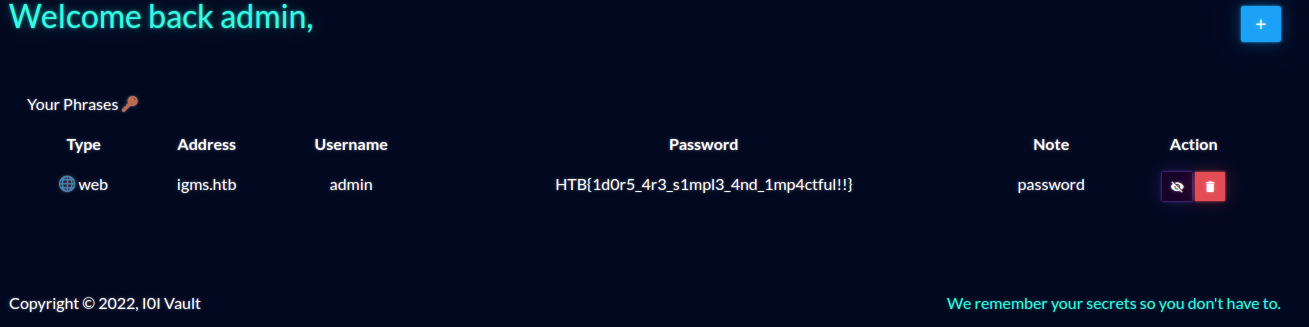 Welcome back admin,
+
Your Phrases
Type Address Username Password Note Action
web igms.htb admin HTB{1d0r5_4r3_s1mpl3_4nd_1mp4ctful!!} password
Copyright © 2022, I0I Vault We remember your secrets so you don't have to.